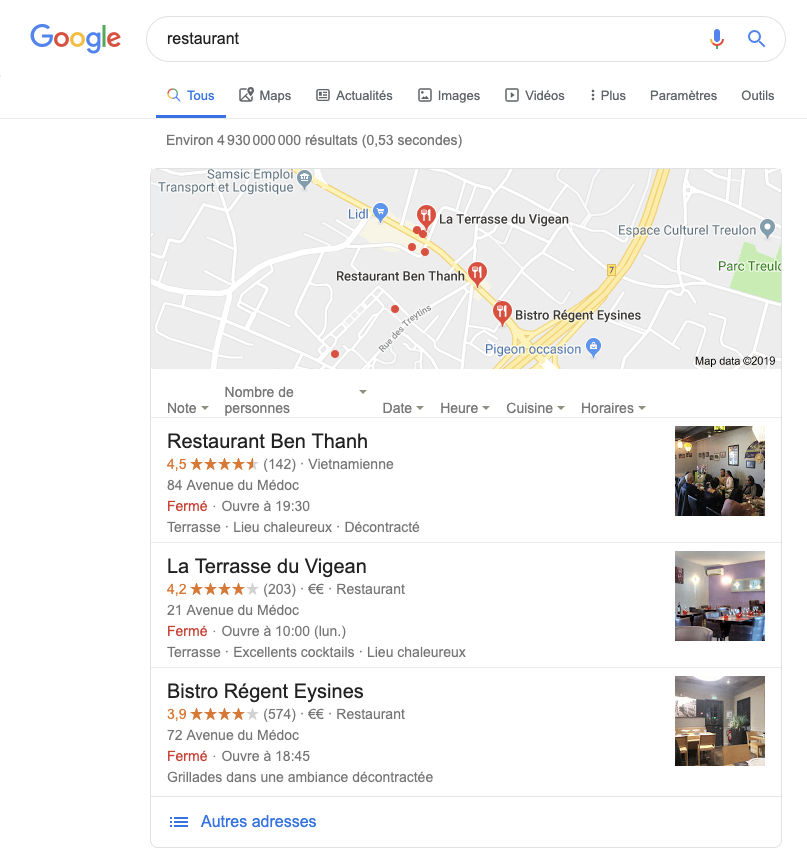 Google
restaurant
Tous Maps Actualités Images Vidéos Plus Paramètres Outils
Environ 4 930 000 000 résultats (0,53 secondes)
Samsic Emploi
Transport et Logistique
Lidl
La Terrasse du Vigean
Espace Culturel Treulon
Restaurant Ben Thanh
7
Parc Treulo
Rue des Treytins
Bistro Régent Eysines
Pigeon occasion
Map data ©2019
Nombre de
personnes
Note Date Heure Cuisine Horaires
Restaurant Ben Thanh
4,5 (142) · Vietnamienne
84 Avenue du Médoc
Fermé · Ouvre à 19:30
Terrasse · Lieu chaleureux · Décontracté
La Terrasse du Vigean
4,2 (203) · €€ · Restaurant
21 Avenue du Médoc
Fermé · Ouvre à 10:00 (lun.)
Terrasse · Excellents cocktails · Lieu chaleureux
Bistro Régent Eysines
3,9 (574) · €€ · Restaurant
72 Avenue du Médoc
Fermé · Ouvre à 18:45
Grillades dans une ambiance décontractée
Autres adresses